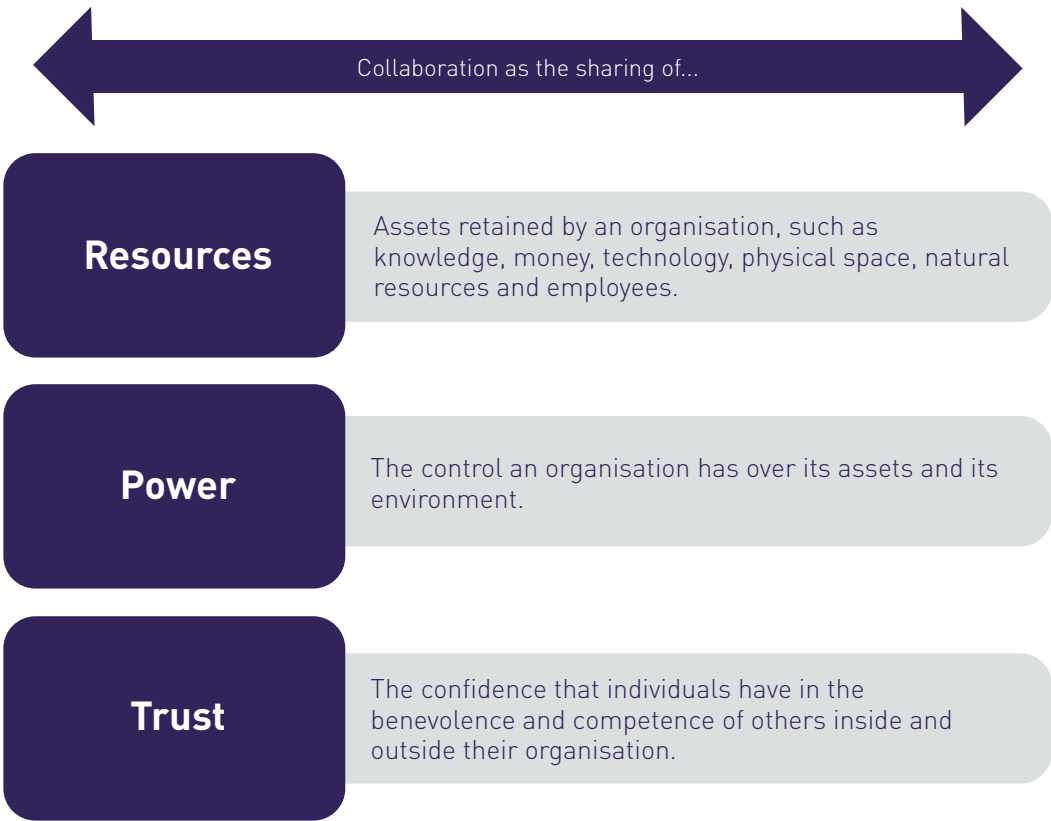 Collaboration as the sharing of...
Resources
Assets retained by an organisation, such as
knowledge, money, technology, physical space, natural
resources and employees.
Power
The control an organisation has over its assets and its
environment.
Trust
The confidence that individuals have in the
benevolence and competence of others inside and
outside their organisation.